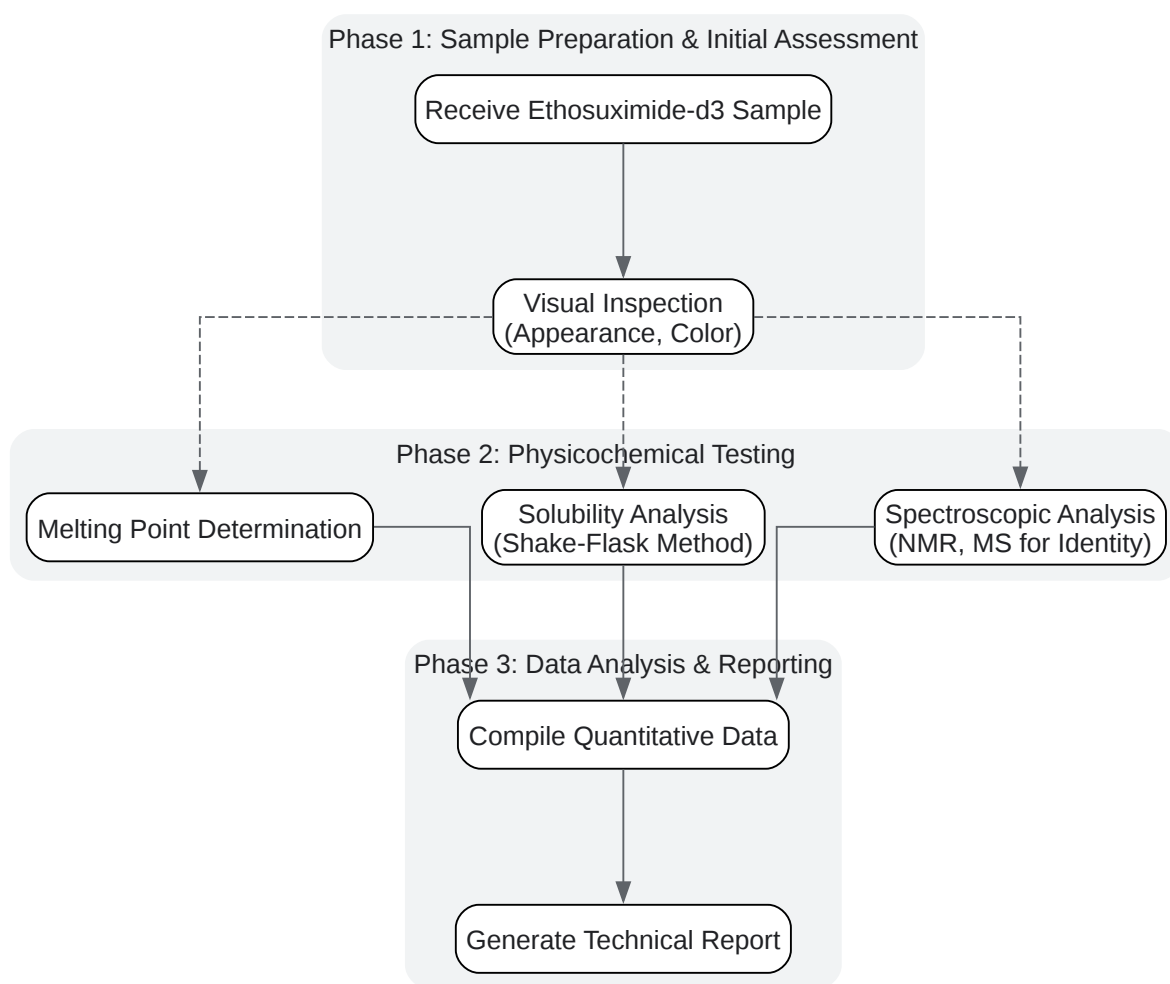 Phase 1: Sample Preparation & Initial Assessment
Receive Ethosuximide-d3 Sample
Visual Inspection
(Appearance, Color)
Phase 2: Physicochemical Testing
Melting Point Determination
Solubility Analysis
(Shake-Flask Method)
Spectroscopic Analysis
(NMR, MS for Identity)
Phase 3: Data Analysis & Reporting
Compile Quantitative Data
Generate Technical Report